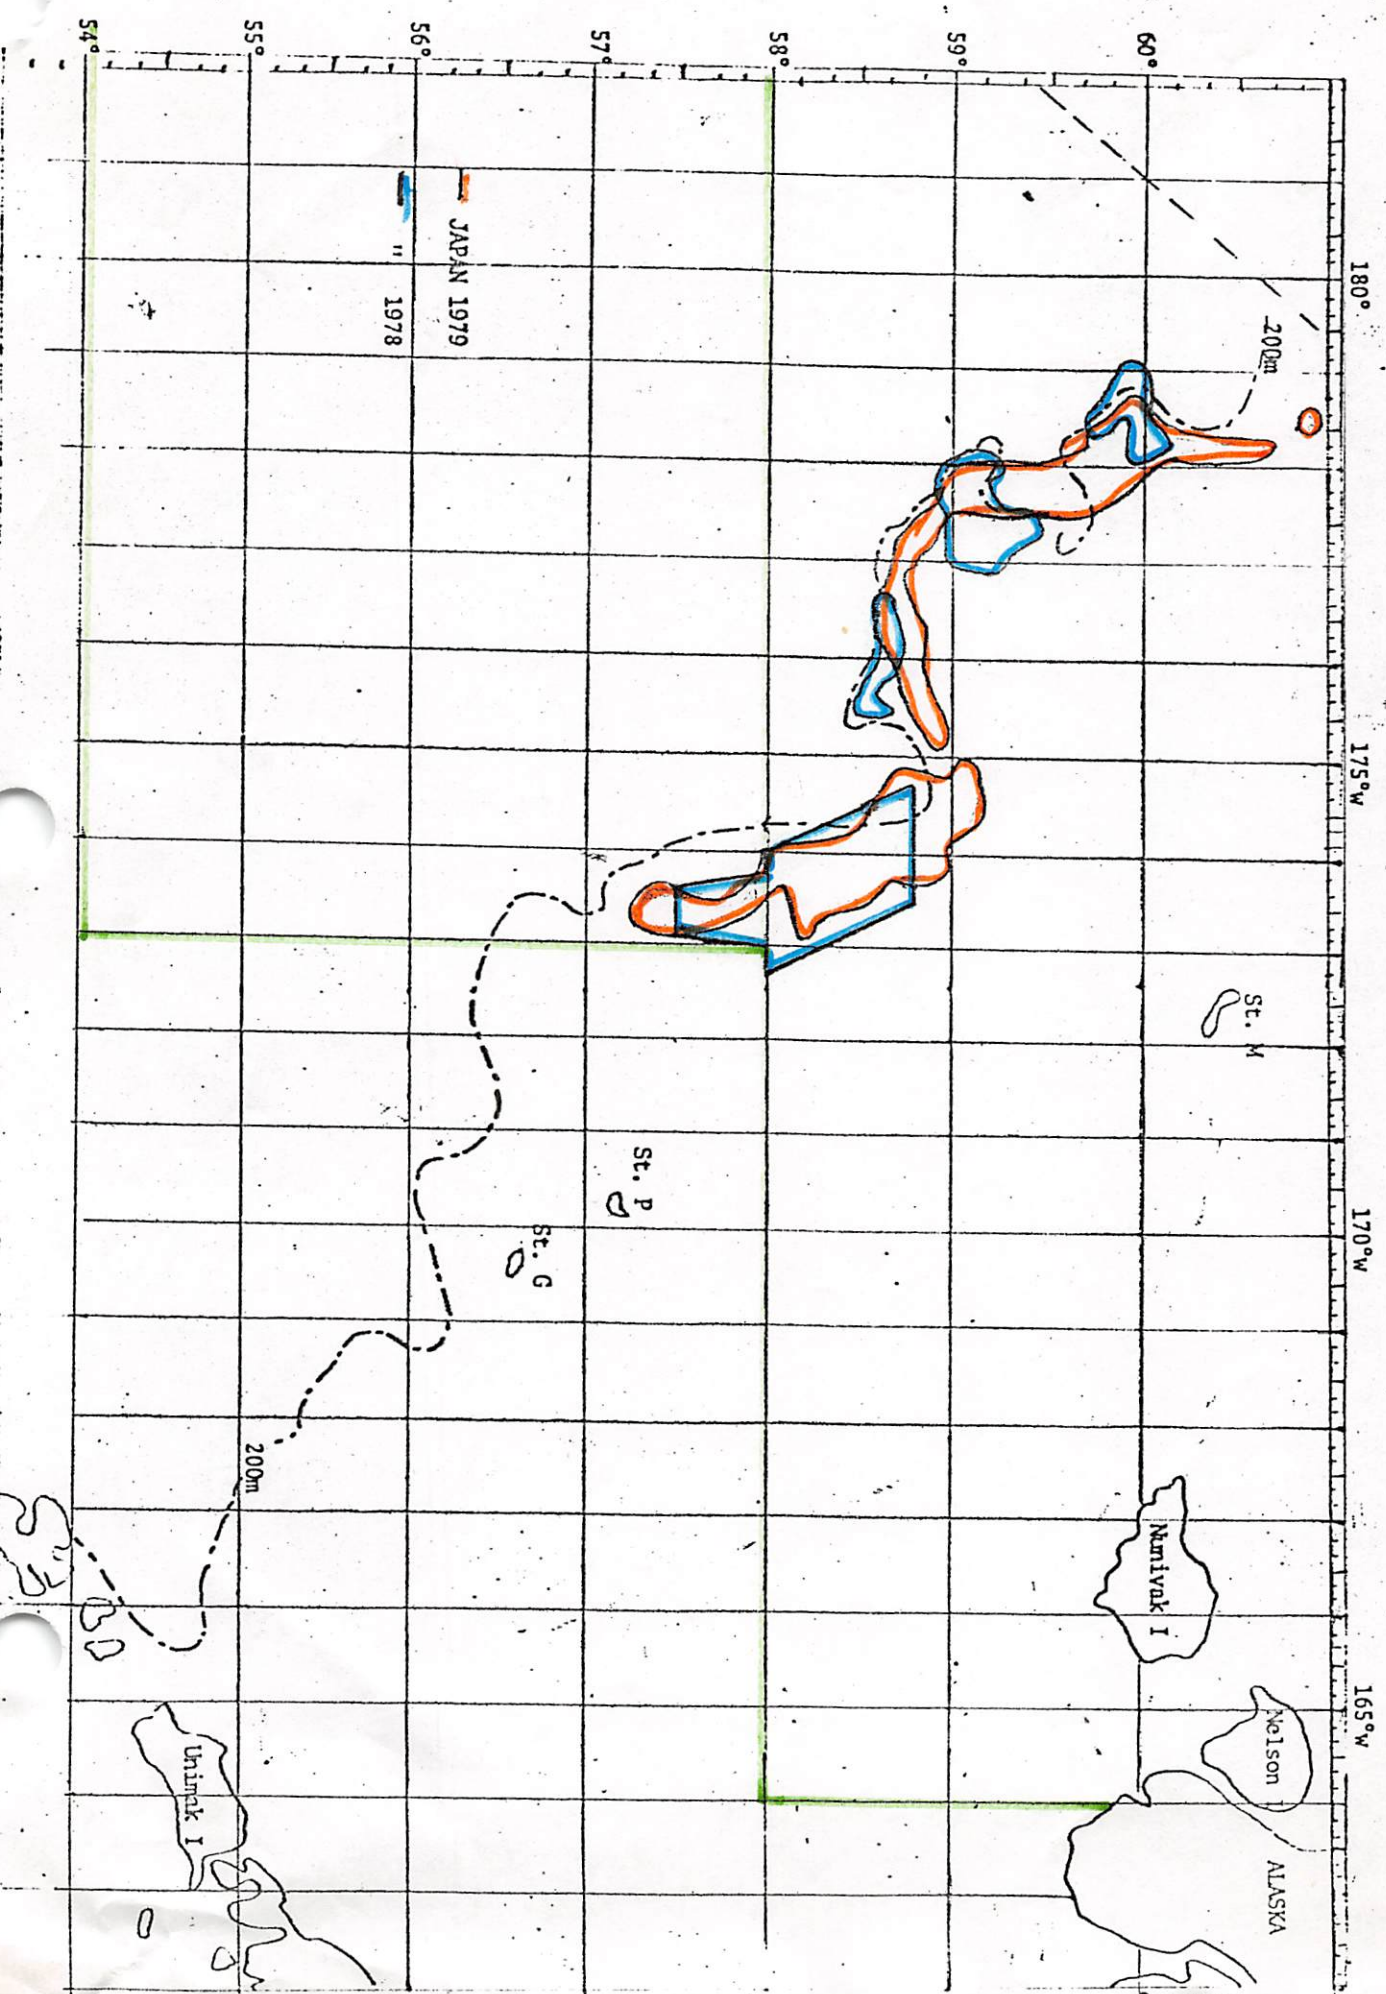 180°
175°W
170°W
165°W
60°
59°
58°
57°
56°
55°
54°
-200m
JAPAN 1979
" 1978
St. M
St. P
St. G
200m
Nunivak I
Nelson I
ALASKA
Unimak I